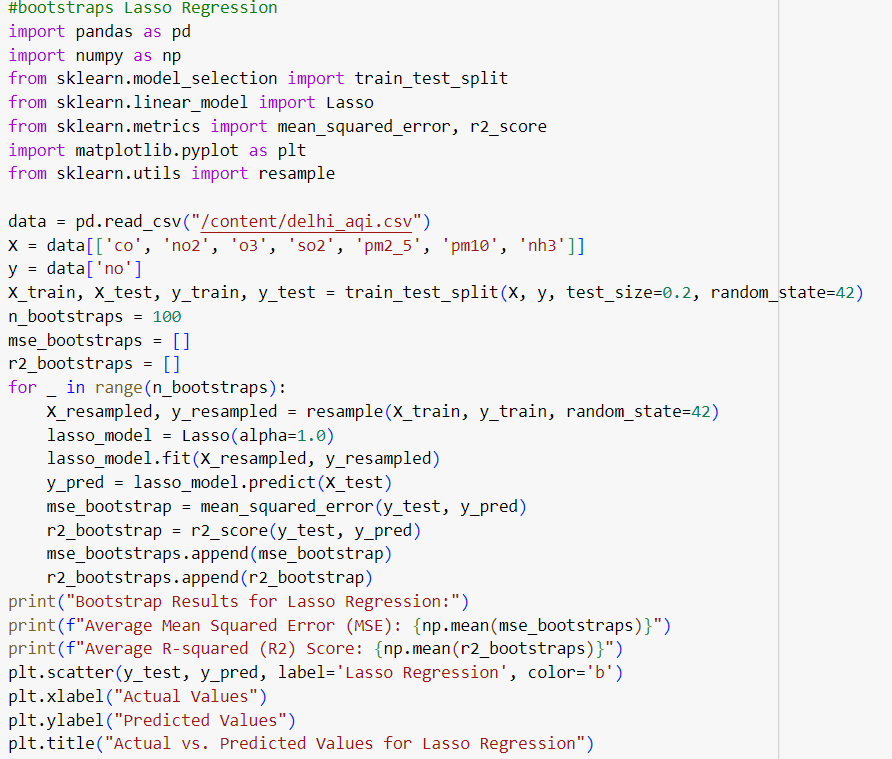 #bootstraps Lasso Regression
import pandas as pd
import numpy as np
from sklearn.model_selection import train_test_split
from sklearn.linear_model import Lasso
from sklearn.metrics import mean_squared_error, r2_score
import matplotlib.pyplot as plt
from sklearn.utils import resample

data = pd.read_csv("/content/delhi_aqi.csv")
X = data[['co', 'no2', 'o3', 'so2', 'pm2_5', 'pm10', 'nh3']]
y = data['no']
X_train, X_test, y_train, y_test = train_test_split(X, y, test_size=0.2, random_state=42)
n_bootstraps = 100
mse_bootstraps = []
r2_bootstraps = []
for _ in range(n_bootstraps):
    X_resampled, y_resampled = resample(X_train, y_train, random_state=42)
    lasso_model = Lasso(alpha=1.0)
    lasso_model.fit(X_resampled, y_resampled)
    y_pred = lasso_model.predict(X_test)
    mse_bootstrap = mean_squared_error(y_test, y_pred)
    r2_bootstrap = r2_score(y_test, y_pred)
    mse_bootstraps.append(mse_bootstrap)
    r2_bootstraps.append(r2_bootstrap)
print("Bootstrap Results for Lasso Regression:")
print(f"Average Mean Squared Error (MSE): {np.mean(mse_bootstraps)}")
print(f"Average R-squared (R2) Score: {np.mean(r2_bootstraps)}")
plt.scatter(y_test, y_pred, label='Lasso Regression', color='b')
plt.xlabel("Actual Values")
plt.ylabel("Predicted Values")
plt.title("Actual vs. Predicted Values for Lasso Regression")